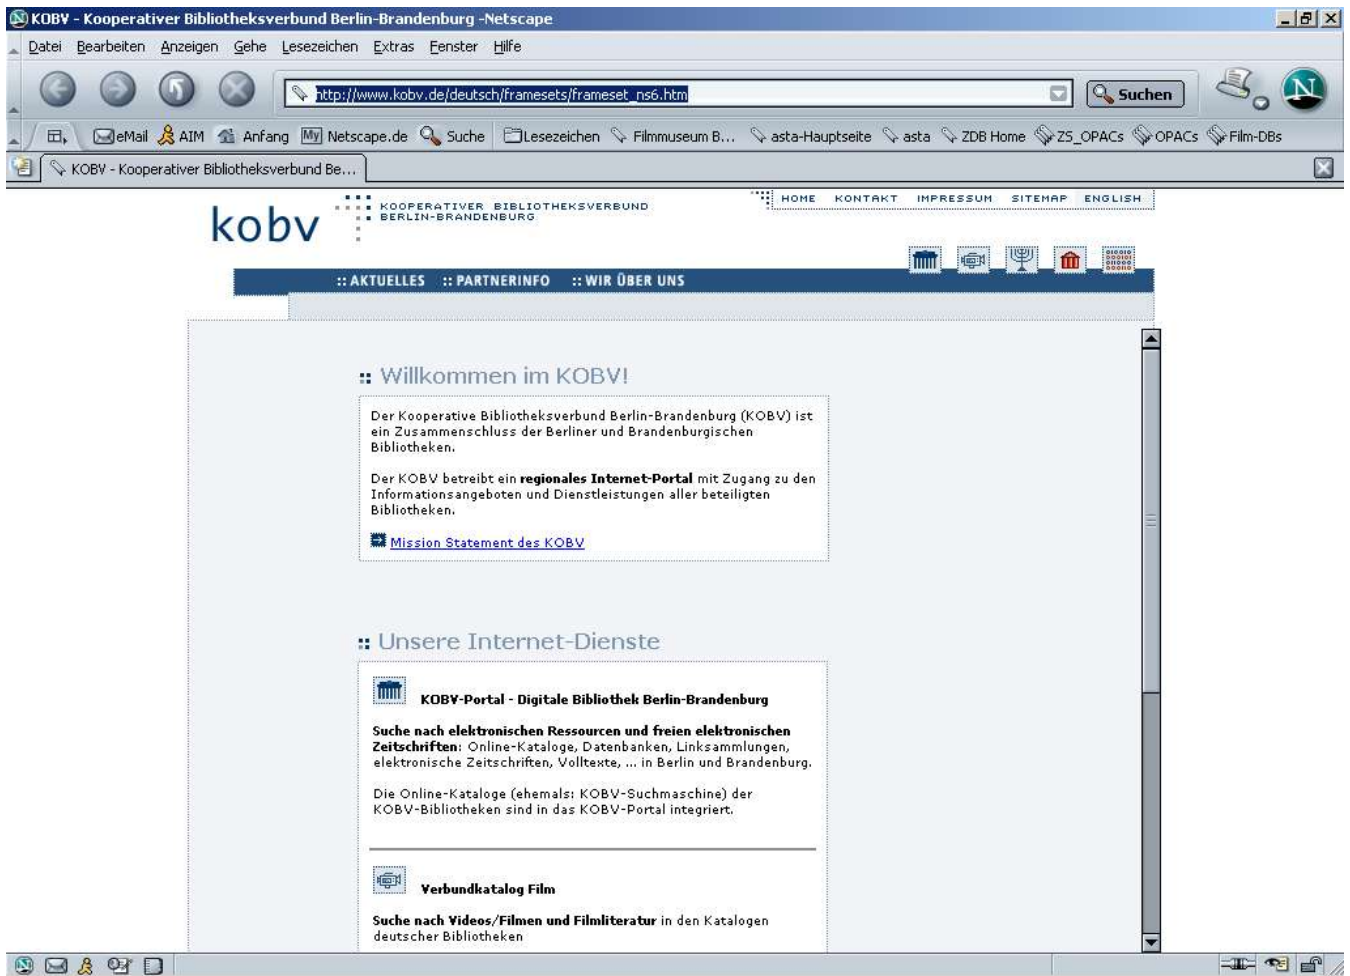 KOBV - Kooperativer Bibliotheksverbund Berlin-Brandenburg -Netscape
Datei Bearbeiten Anzeigen Gehe Lesezeichen Extras Fenster Hilfe
http://www.kobv.de/deutsch/framesets/frameset_ns6.htm Suchen N
eMail AIM Anfang My Netscape.de Suche Lesezeichen Filmmuseum B... asta-Hauptseite asta ZDB Home ZS_OPACs OPACs Film-DBs
KOBV - Kooperativer Bibliotheksverbund Be...
kobv
KOOPERATIVER BIBLIOTHEKSVERBUND
BERLIN-BRANDENBURG
HOME KONTAKT IMPRESSUM SITEMAP ENGLISH
:: AKTUELLES :: PARTNERINFO :: WIR ÜBER UNS
:: Willkommen im KOBV!
Der Kooperative Bibliotheksverbund Berlin-Brandenburg (KOBV) ist
ein Zusammenschluss der Berliner und Brandenburgischen
Bibliotheken.
Der KOBV betreibt ein regionales Internet-Portal mit Zugang zu den
Informationsangeboten und Dienstleistungen aller beteiligten
Bibliotheken.
Mission Statement des KOBV
:: Unsere Internet-Dienste
KOBV-Portal - Digitale Bibliothek Berlin-Brandenburg
Suche nach elektronischen Ressourcen und freien elektronischen
Zeitschriften: Online-Kataloge, Datenbanken, Linksammlungen,
elektronische Zeitschriften, Volltexte, ... in Berlin und Brandenburg.
Die Online-Kataloge (ehemals: KOBV-Suchmaschine) der
KOBV-Bibliotheken sind in das KOBV-Portal integriert.
Verbundkatalog Film
Suche nach Videos/Filmen und Filmliteratur in den Katalogen
deutscher Bibliotheken